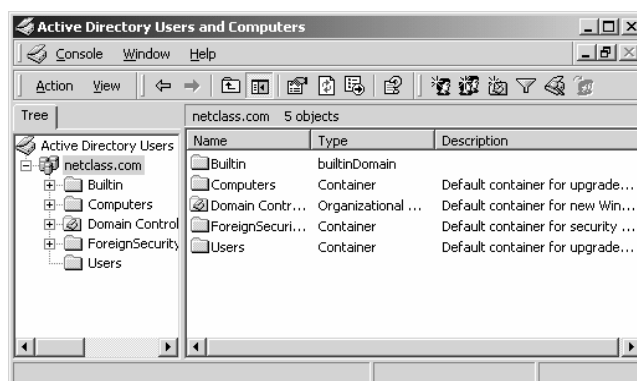 Active Directory Users and Computers
Console Window Help
Action View
Tree
netclass.com 5 objects
Active Directory Users
netclass.com
Builtin
Computers
Domain Control
ForeignSecurity
Users
Name Type Description
Builtin builtinDomain
Computers Container Default container for upgrade...
Domain Contr... Organizational ... Default container for new Win...
ForeignSecuri... Container Default container for security ...
Users Container Default container for upgrade...